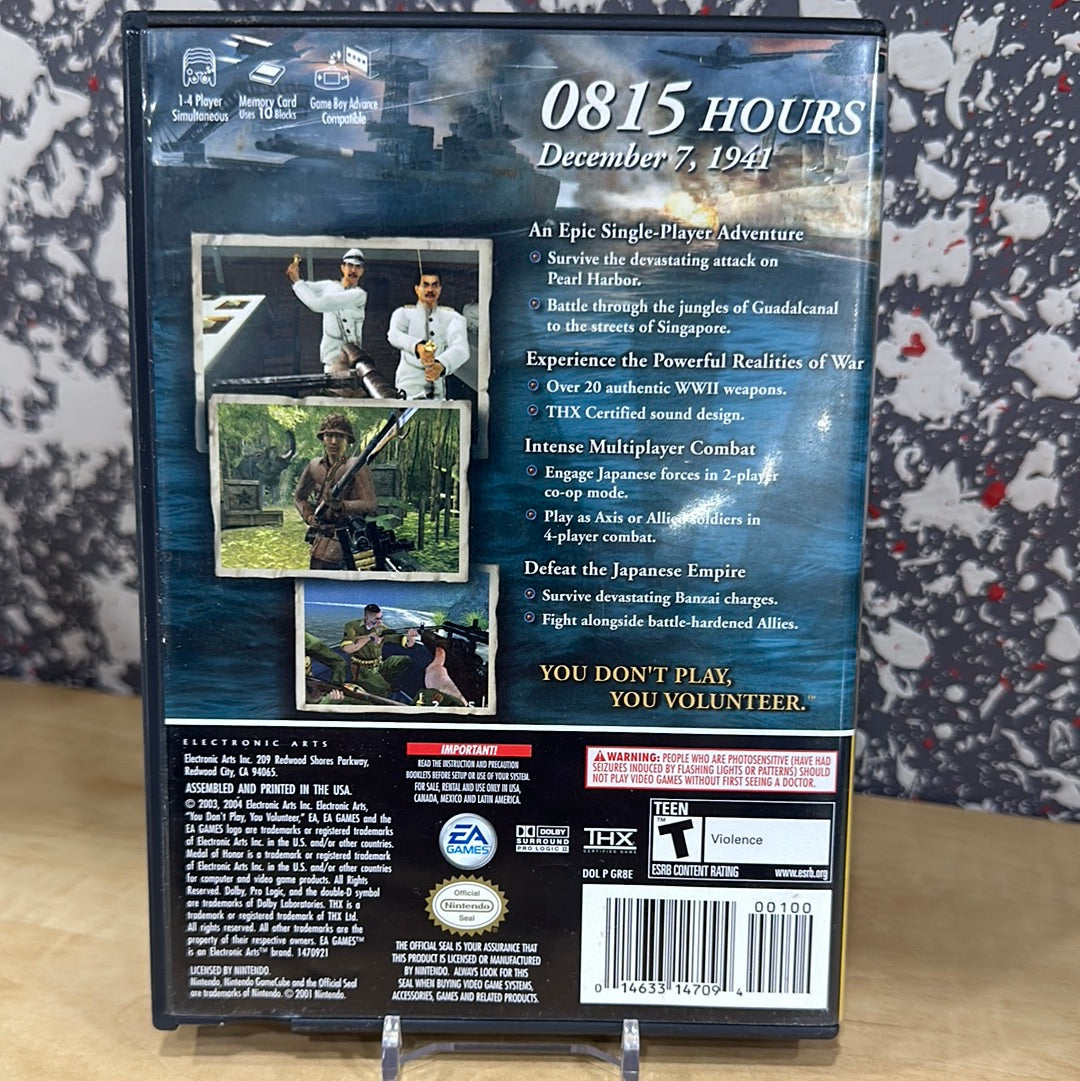 1-4 Player
Simultaneous
Memory Card
Uses 10 Blocks
Game Boy Advance
Compatible
0815 HOURS
December 7, 1941
An Epic Single-Player Adventure
Survive the devastating attack on
Pearl Harbor.
Battle through the jungles of Guadalcanal
to the streets of Singapore.
Experience the Powerful Realities of War
Over 20 authentic WWII weapons.
THX Certified sound design.
Intense Multiplayer Combat
Engage Japanese forces in 2-player
co-op mode.
Play as Axis or Allied soldiers in
4-player combat.
Defeat the Japanese Empire
Survive devastating Banzai charges.
Fight alongside battle-hardened Allies.
YOU DON'T PLAY,
YOU VOLUNTEER.™
ELECTRONIC ARTS
Electronic Arts Inc. 209 Redwood Shores Parkway,
Redwood City, CA 94065.
ASSEMBLED AND PRINTED IN THE USA.
© 2003, 2004 Electronic Arts Inc. Electronic Arts,
"You Don't Play, You Volunteer," EA, EA GAMES and the
EA GAMES logo are trademarks or registered trademarks
of Electronic Arts Inc. in the U.S. and/or other countries.
Medal of Honor is a trademark or registered trademark
of Electronic Arts Inc. in the U.S. and/or other countries
for computer and video game products. All Rights
Reserved. Dolby, Pro Logic, and the double-D symbol
are trademarks of Dolby Laboratories. THX is a
trademark or registered trademark of THX Ltd.
All rights reserved. All other trademarks are the
property of their respective owners. EA GAMES™
is an Electronic Arts™ brand. 1470921
LICENSED BY NINTENDO.
Nintendo, Nintendo GameCube and the Official Seal
are trademarks of Nintendo. © 2001 Nintendo.
IMPORTANT!
READ THE INSTRUCTION AND PRECAUTION
BOOKLETS BEFORE SETUP OR USE OF YOUR SYSTEM.
FOR SALE, RENTAL AND USE ONLY IN USA,
CANADA, MEXICO AND LATIN AMERICA.
EA
GAMES
DOLBY
SURROUND
PRO LOGIC II
THX
CERTIFIED GAME
DOL P GR8E
Official
Nintendo
Seal
THE OFFICIAL SEAL IS YOUR ASSURANCE THAT
THIS PRODUCT IS LICENSED OR MANUFACTURED
BY NINTENDO. ALWAYS LOOK FOR THIS
SEAL WHEN BUYING VIDEO GAME SYSTEMS,
ACCESSORIES, GAMES AND RELATED PRODUCTS.
WARNING: PEOPLE WHO ARE PHOTOSENSITIVE (HAVE HAD
SEIZURES INDUCED BY FLASHING LIGHTS OR PATTERNS) SHOULD
NOT PLAY VIDEO GAMES WITHOUT FIRST SEEING A DOCTOR.
TEEN
T™
Violence
ESRB CONTENT RATING www.esrb.org
00100
0 14633 14709 4